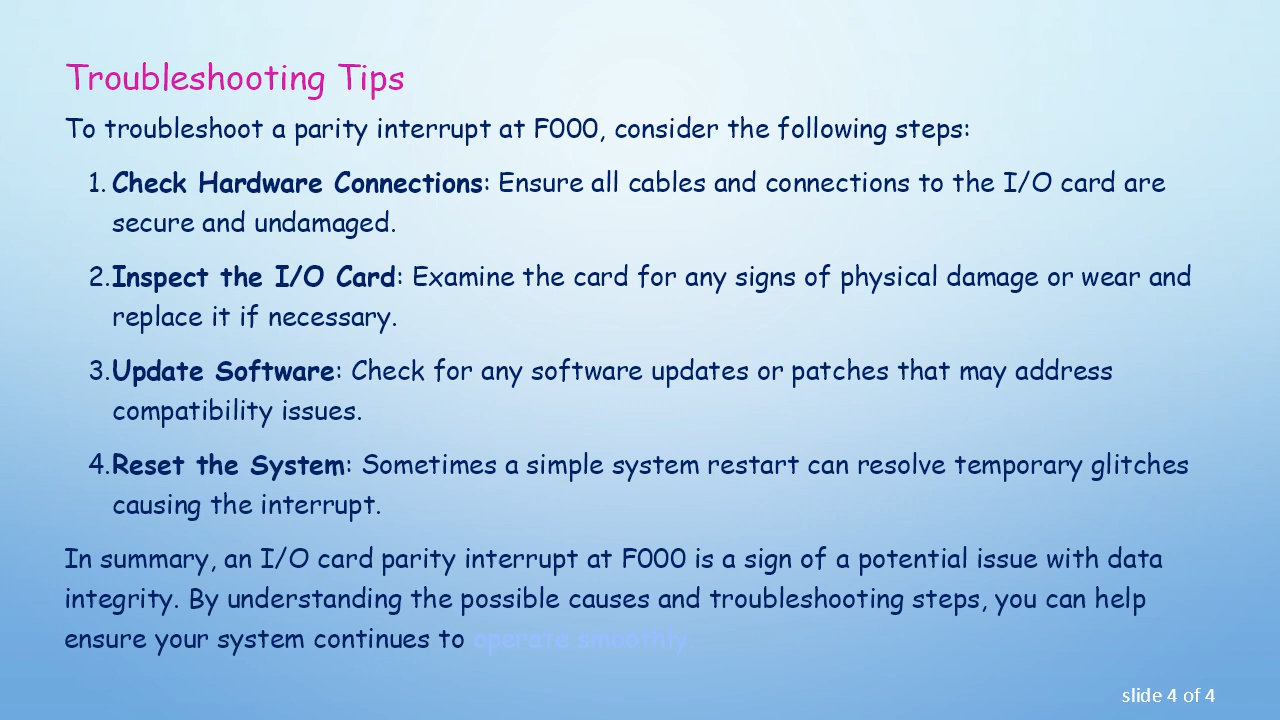 Troubleshooting Tips
To troubleshoot a parity interrupt at F000, consider the following steps:
1. Check Hardware Connections: Ensure all cables and connections to the I/O card are
secure and undamaged.
2. Inspect the I/O Card: Examine the card for any signs of physical damage or wear and
replace it if necessary.
3. Update Software: Check for any software updates or patches that may address
compatibility issues.
4. Reset the System: Sometimes a simple system restart can resolve temporary glitches
causing the interrupt.
In summary, an I/O card parity interrupt at F000 is a sign of a potential issue with data
integrity. By understanding the possible causes and troubleshooting steps, you can help
ensure your system continues to operate smoothly.
slide 4 of 4